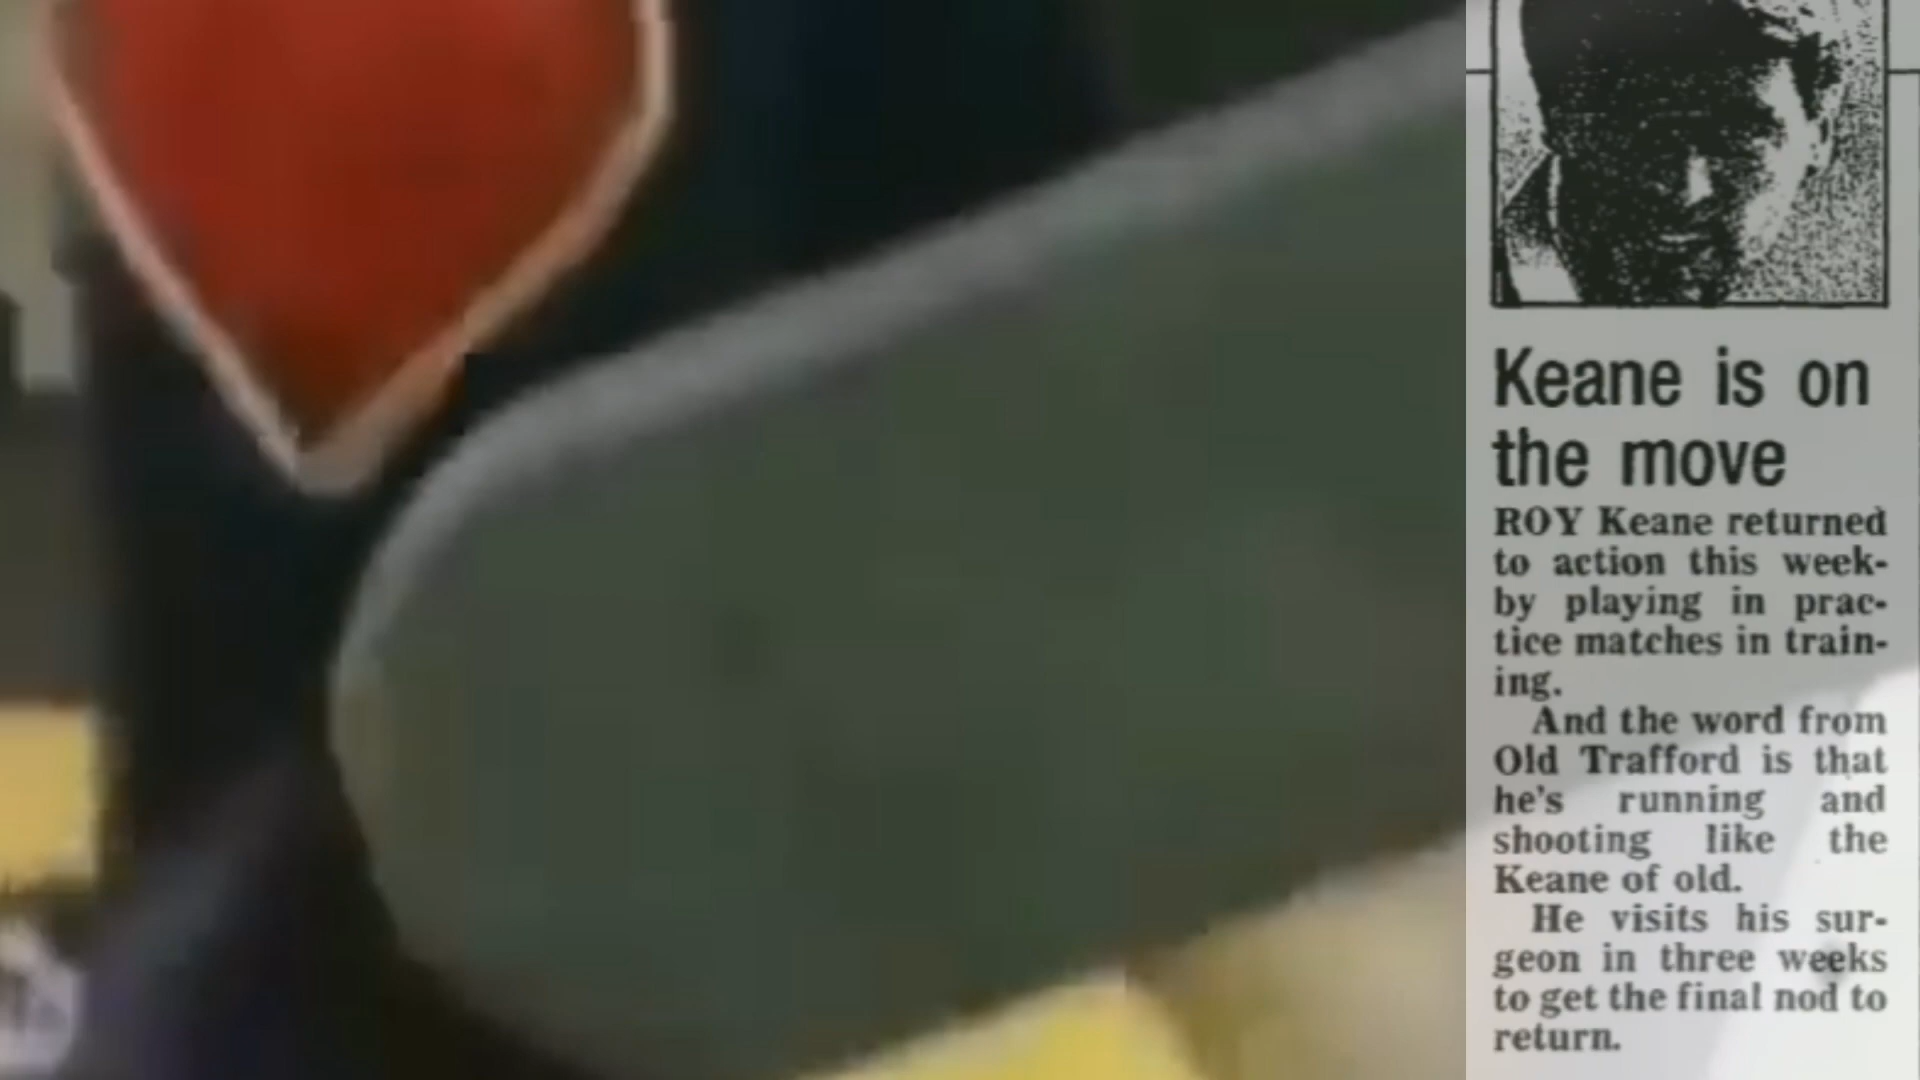 Keane is on
the move
ROY Keane returned
to action this week-
by playing in prac-
tice matches in train-
ing.
And the word from
Old Trafford is that
he's running and
shooting like the
Keane of old.
He visits his sur-
geon in three weeks
to get the final nod to
return.